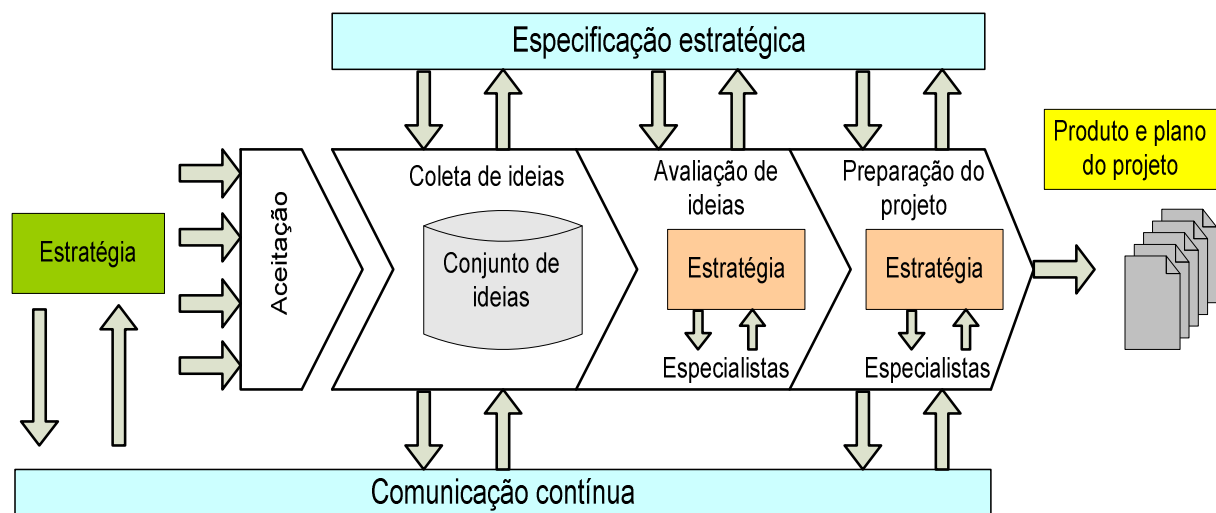 Especificação estratégica
Produto e plano
do projeto
Estratégia
Aceitação
Coleta de ideias
Conjunto de
ideias
Avaliação de
ideias
Estratégia
Especialistas
Preparação do
projeto
Estratégia
Especialistas
Comunicação contínua